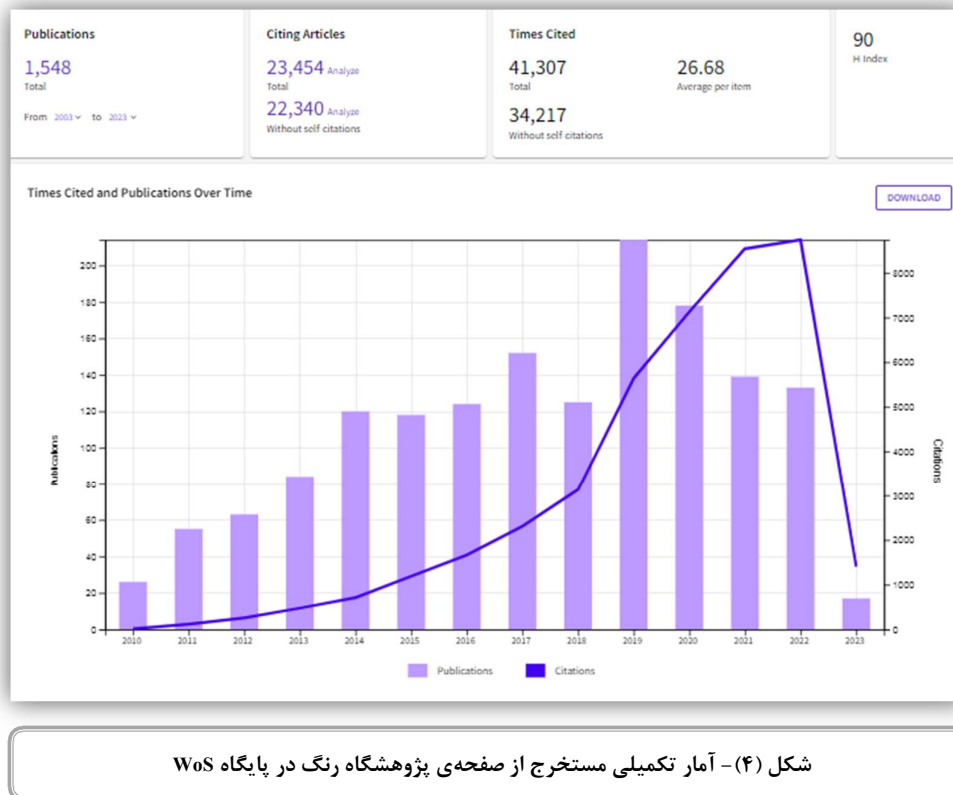 Publications
1,548
Total
From 2003 to 2023
Citing Articles
23,454 Analyze
Total
22,340 Analyze
Without self citations
Times Cited
41,307
Total
26.68
Average per item
34,217
Without self citations
90
H Index
Times Cited and Publications Over Time
DOWNLOAD
Publications
200
180
160
140
120
100
80
60
40
20
0
8000
7000
6000
5000
4000
3000
2000
1000
0
Citations
2010 2011 2012 2013 2014 2015 2016 2017 2018 2019 2020 2021 2022 2023
Publications Citations
شکل (۴)- آمار تکمیلی مستخرج از صفحه‌ی پژوهشگاه رنگ در پایگاه WoS